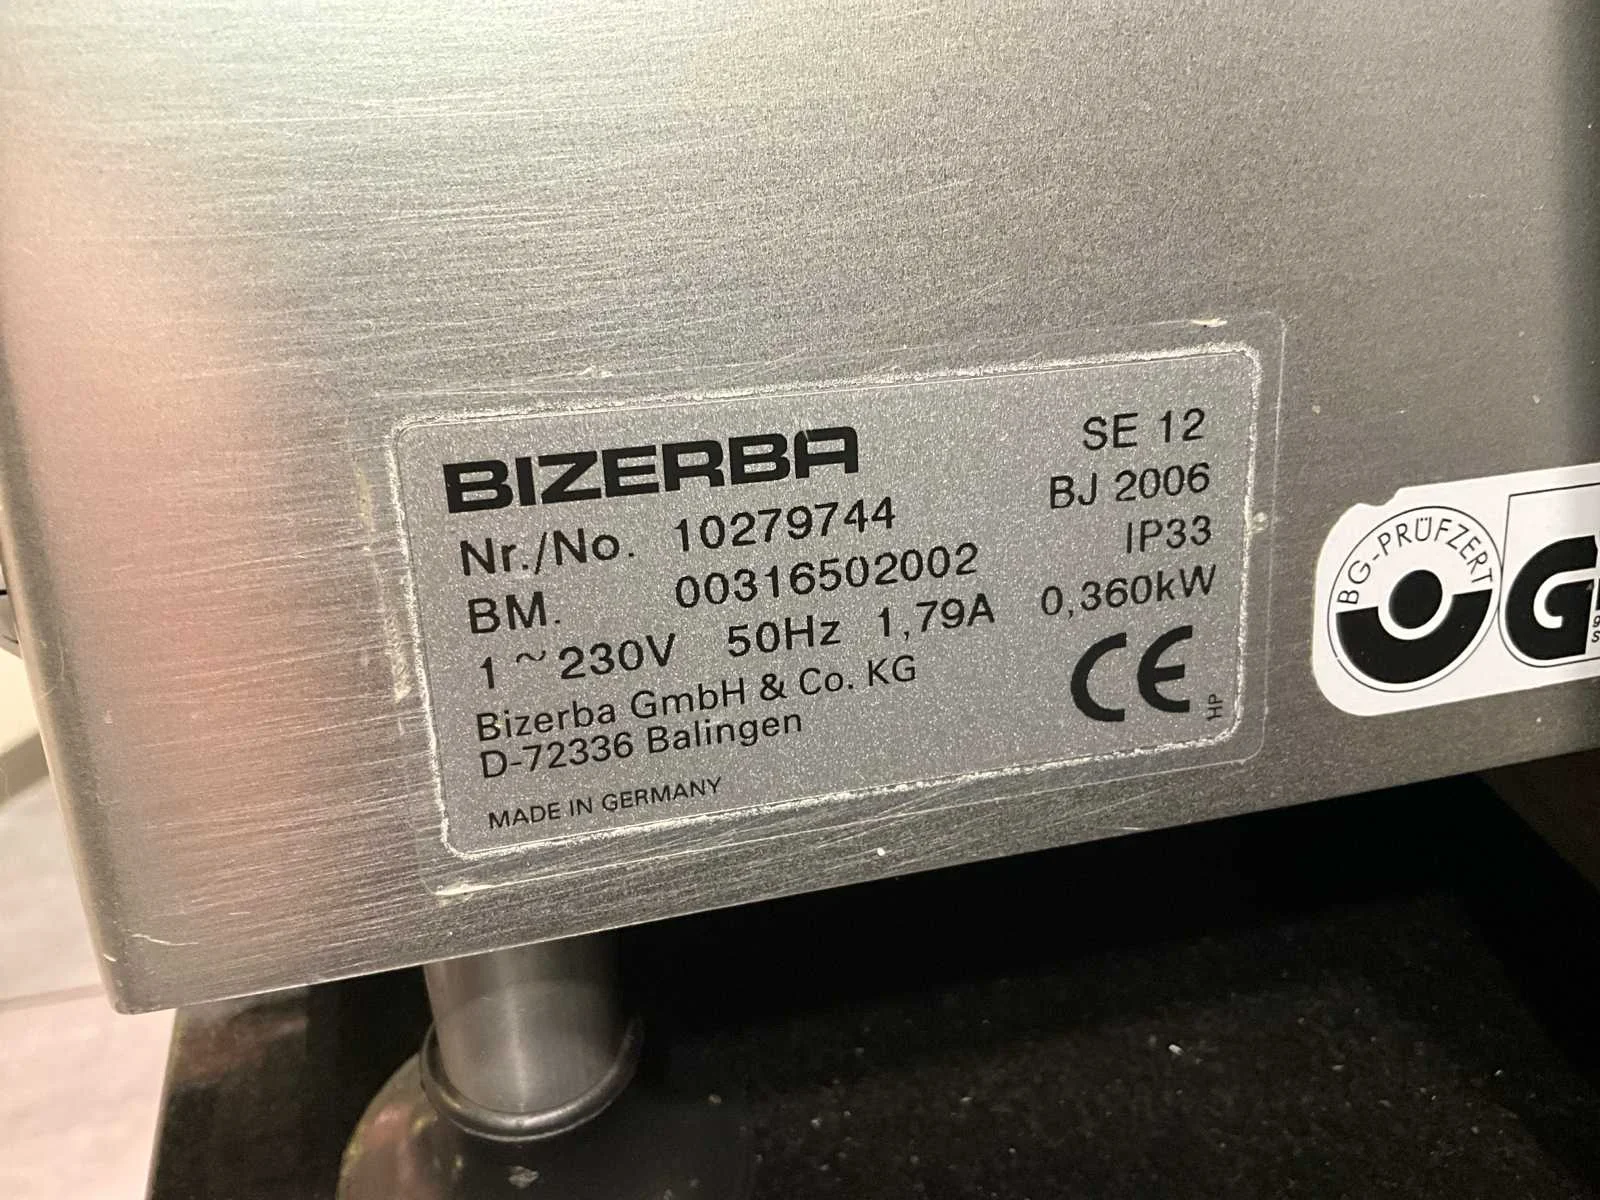 BIZERBA SE 12
Nr./No. 10279744 BJ 2006
BM. 00316502002 IP33
1~230V 50Hz 1,79A 0,360kW
Bizerba GmbH & Co. KG
D-72336 Balingen
CE
HP
MADE IN GERMANY
BG-PRÜFZERT
G